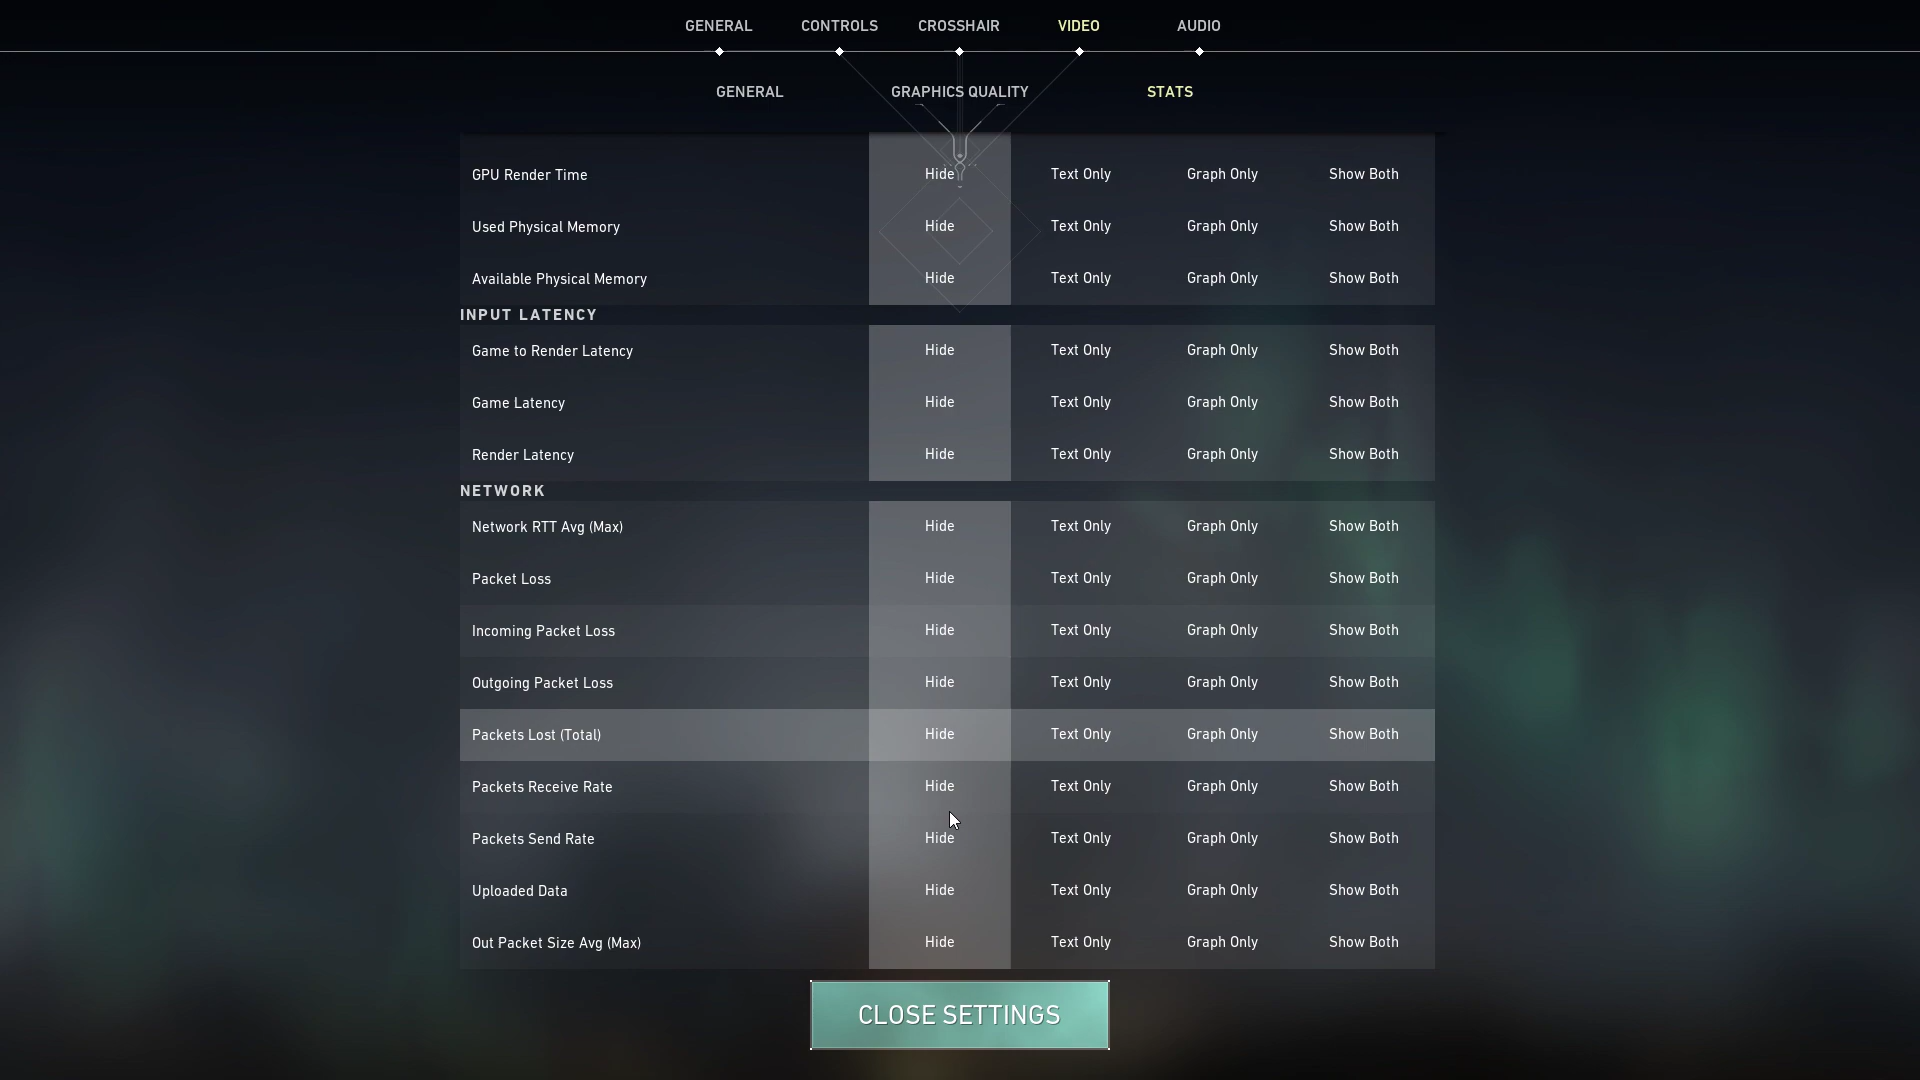 GENERAL CONTROLS CROSSHAIR VIDEO AUDIO
GENERAL GRAPHICS QUALITY STATS
GPU Render Time Hide Text Only Graph Only Show Both
Used Physical Memory Hide Text Only Graph Only Show Both
Available Physical Memory Hide Text Only Graph Only Show Both
INPUT LATENCY
Game to Render Latency Hide Text Only Graph Only Show Both
Game Latency Hide Text Only Graph Only Show Both
Render Latency Hide Text Only Graph Only Show Both
NETWORK
Network RTT Avg (Max) Hide Text Only Graph Only Show Both
Packet Loss Hide Text Only Graph Only Show Both
Incoming Packet Loss Hide Text Only Graph Only Show Both
Outgoing Packet Loss Hide Text Only Graph Only Show Both
Packets Lost (Total) Hide Text Only Graph Only Show Both
Packets Receive Rate Hide Text Only Graph Only Show Both
Packets Send Rate Hide Text Only Graph Only Show Both
Uploaded Data Hide Text Only Graph Only Show Both
Out Packet Size Avg (Max) Hide Text Only Graph Only Show Both
CLOSE SETTINGS